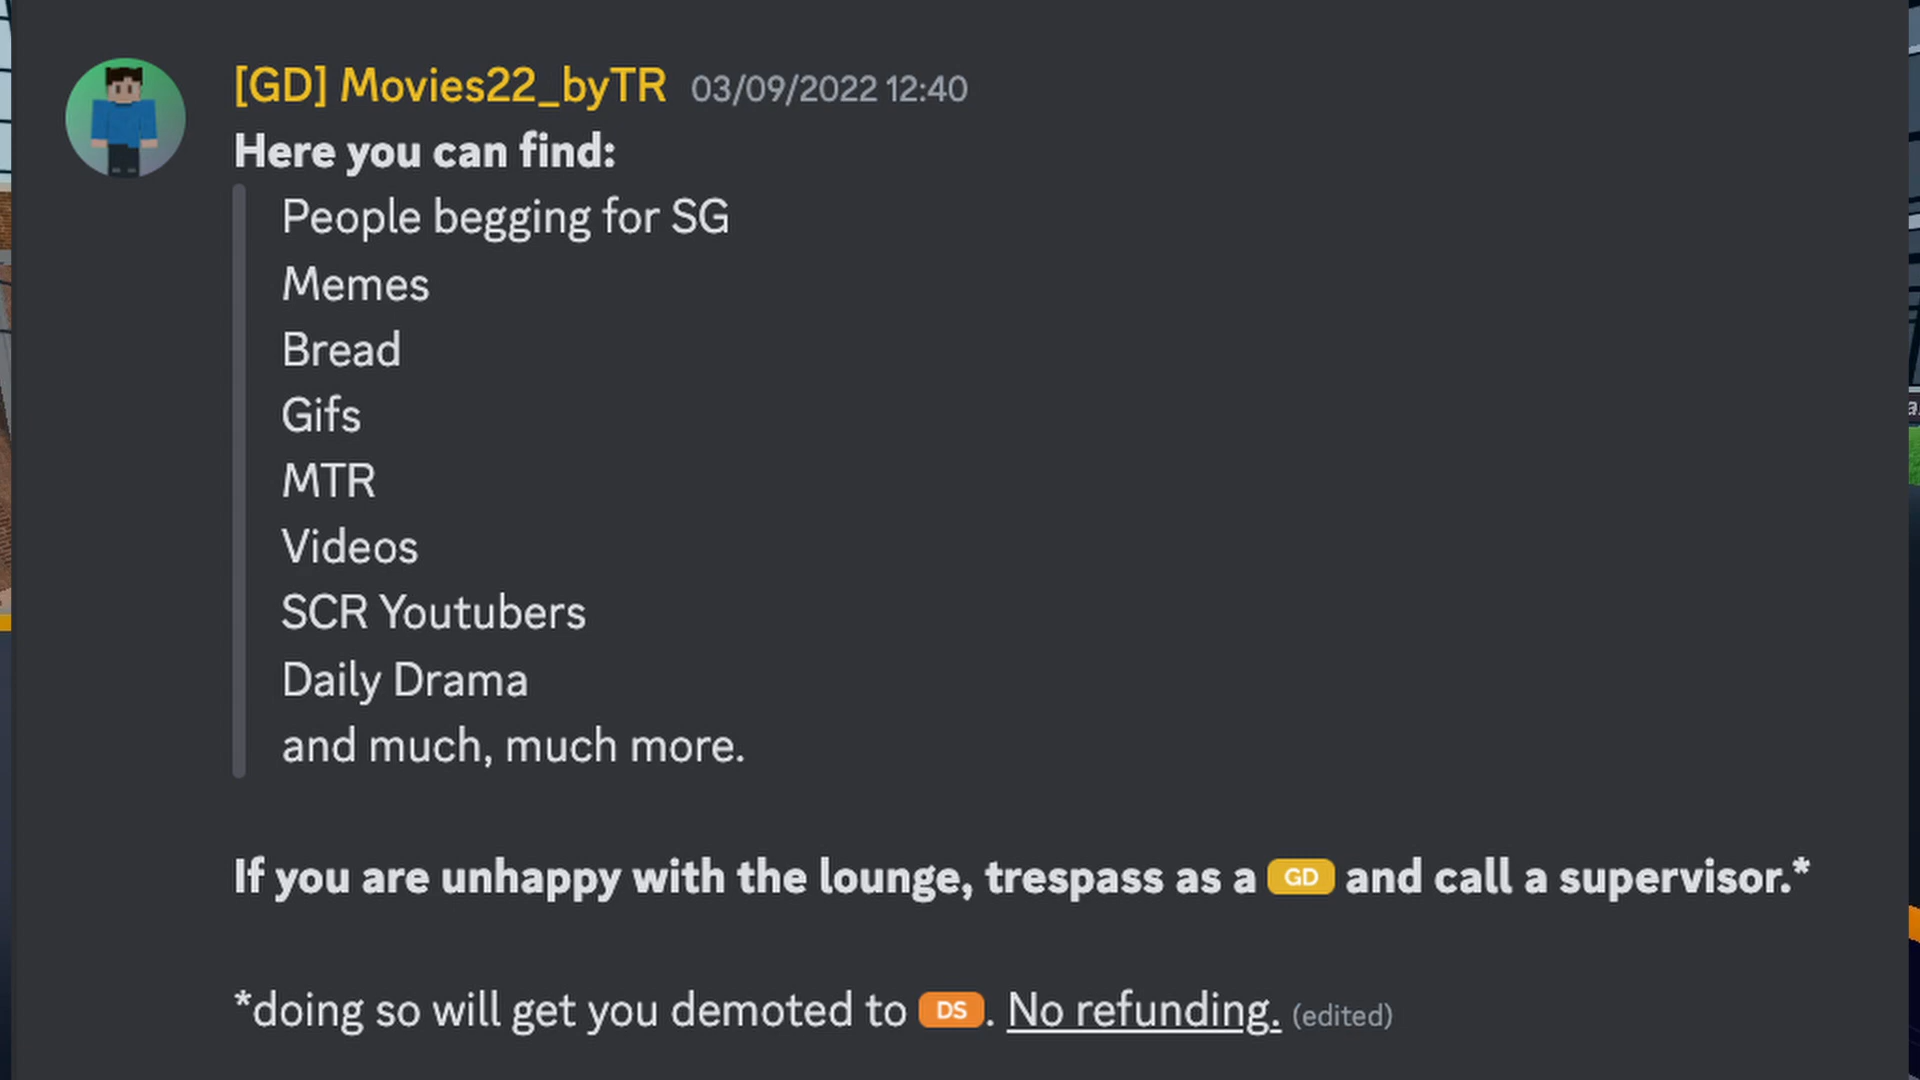 [GD] Movies22_byTR 03/09/2022 12:40
Here you can find:
People begging for SG
Memes
Bread
Gifs
MTR
Videos
SCR Youtubers
Daily Drama
and much, much more.
If you are unhappy with the lounge, trespass as a GD and call a supervisor.*
*doing so will get you demoted to DS. No refunding. (edited)